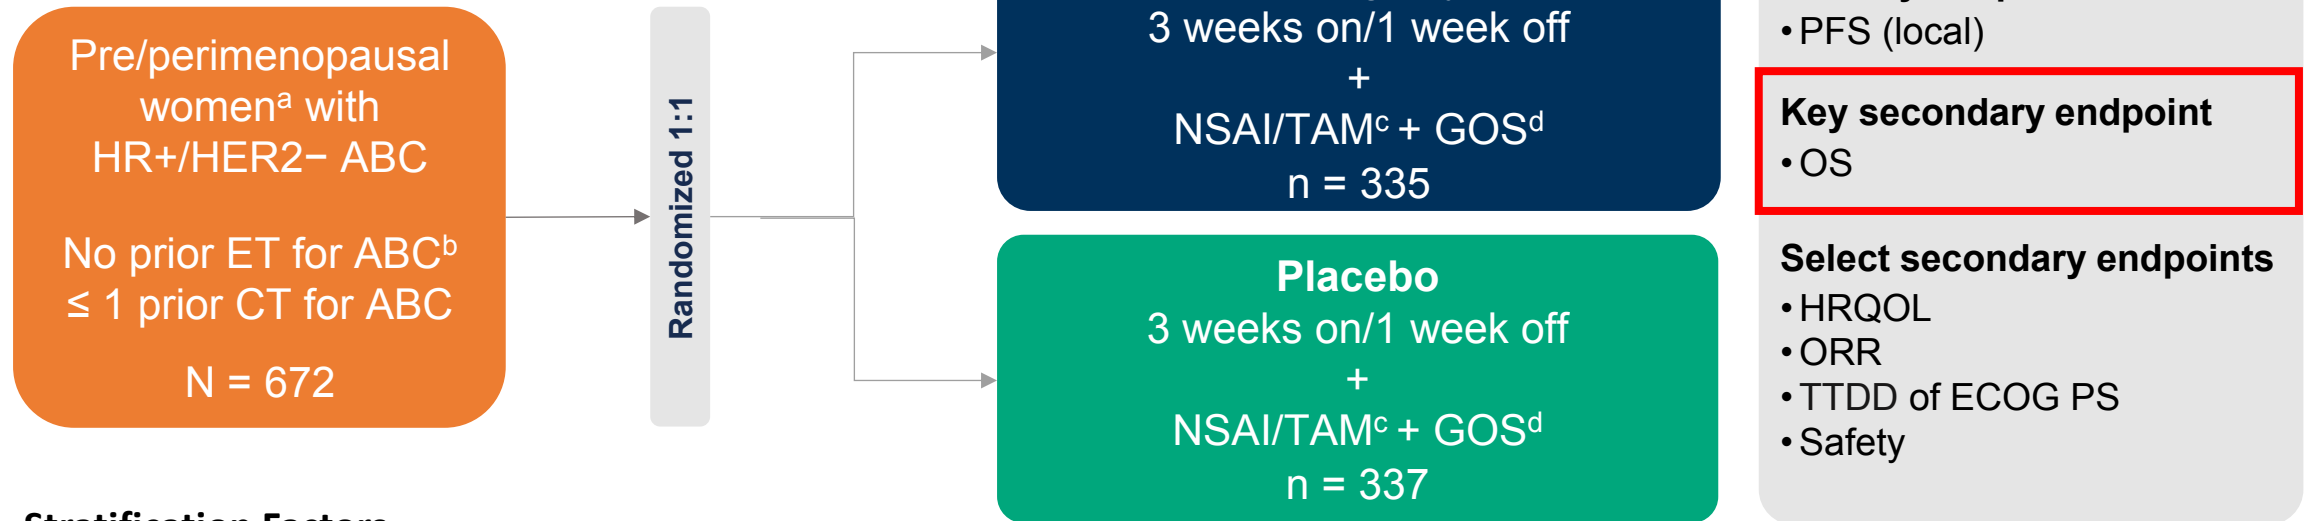 Pre/perimenopausal
womenᵃ with
HR+/HER2− ABC
No prior ET for ABCᵇ
≤ 1 prior CT for ABC
N = 672
Randomized 1:1
3 weeks on/1 week off
+
NSAI/TAMᶜ + GOSᵈ
n = 335
Placebo
3 weeks on/1 week off
+
NSAI/TAMᶜ + GOSᵈ
n = 337
• PFS (local)
Key secondary endpoint
• OS
Select secondary endpoints
• HRQOL
• ORR
• TTDD of ECOG PS
• Safety
Stratification Factors